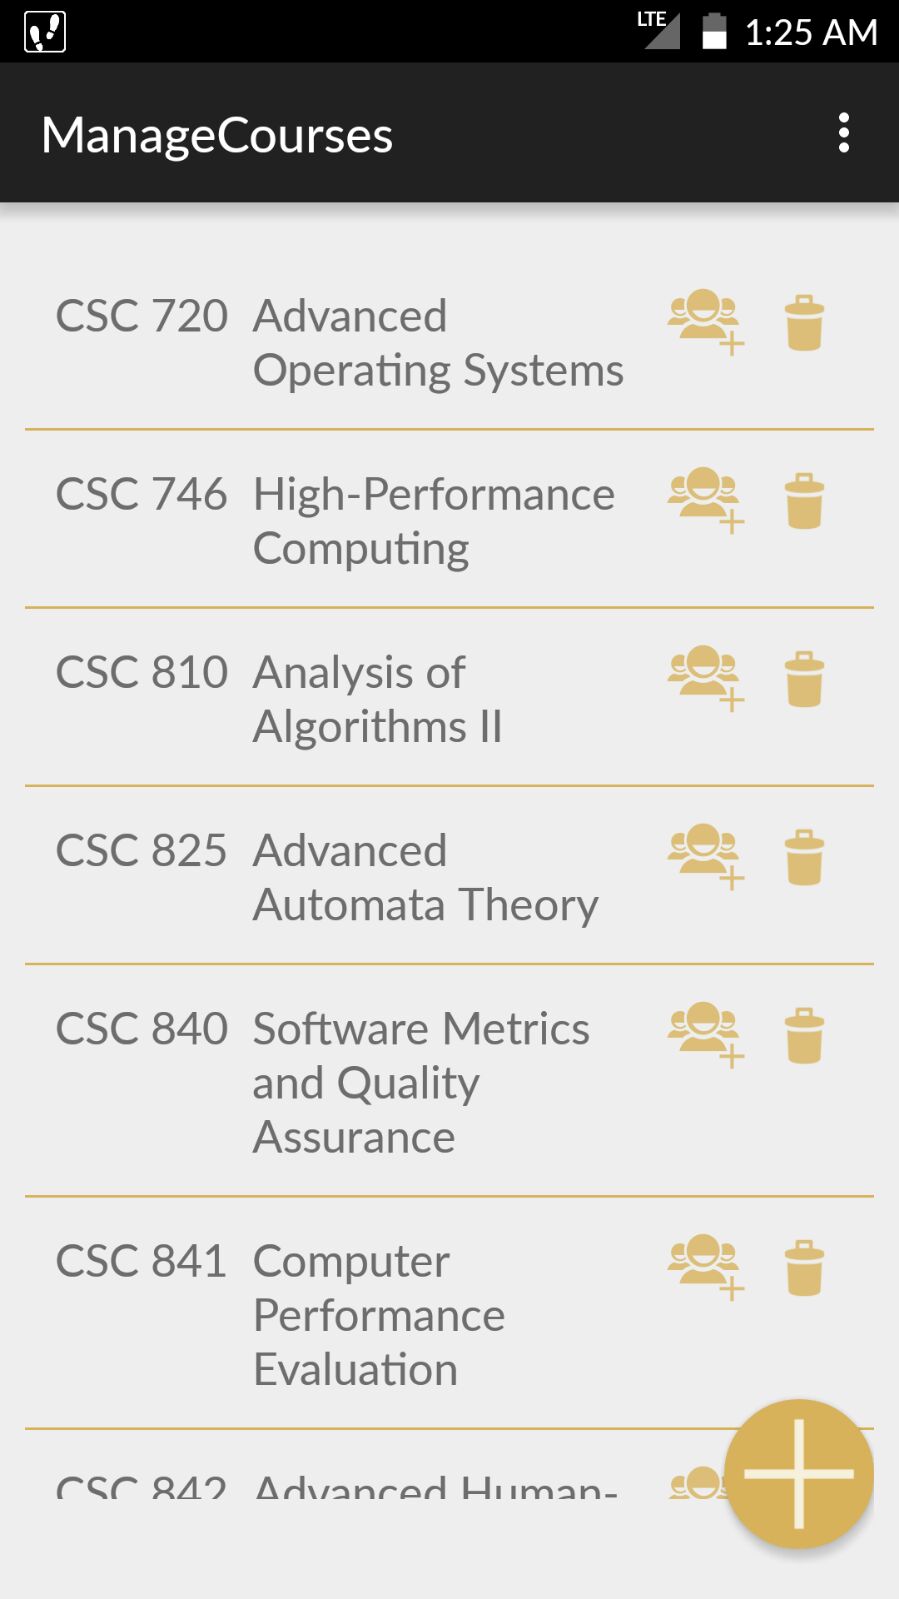 LTE 1:25 AM
ManageCourses
CSC 720 Advanced
Operating Systems
CSC 746 High-Performance
Computing
CSC 810 Analysis of
Algorithms II
CSC 825 Advanced
Automata Theory
CSC 840 Software Metrics
and Quality
Assurance
CSC 841 Computer
Performance
Evaluation
CSC 842 Advanced Human-